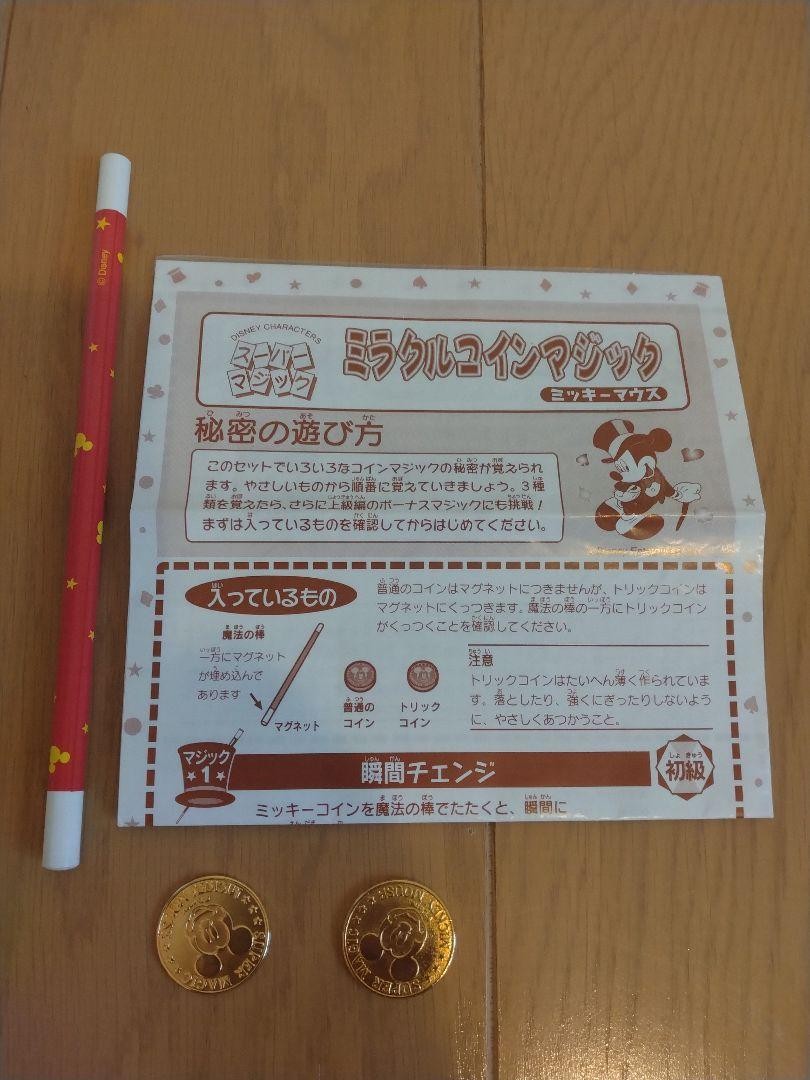 © Disney
DISNEY CHARACTERS
スーパー
マジック
ミラクルコインマジック
ミッキーマウス
秘密の遊び方
このセットでいろいろなコインマジックの秘密が覚えられ
ます。やさしいものから順番に覚えていきましょう。3種
類を覚えたら、さらに上級編のボーナスマジックにも挑戦!
まずは入っているものを確認してからはじめてください。
入っているもの
普通のコインはマグネットにつきませんが、トリックコインは
マグネットにくっつきます。魔法の棒の一方にトリックコイン
がくっつくことを確認してください。
魔法の棒
一方にマグネット
が埋め込んで
あります
マグネット
普通の
コイン
トリック
コイン
注意
トリックコインはたいへん薄く作られていま
す。落としたり、強くにぎったりしないよう
に、やさしくあつかうこと。
マジック
1
瞬間チェンジ
初級
ミッキーコインを魔法の棒でたたくと、瞬間に
SUPER MAGIC
SUPER MAGIC
MICKEY MOUSE